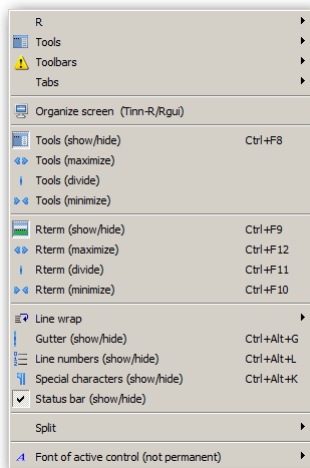 R
Tools
Toolbars
Tabs
Organize screen (Tinn-R/Rgui)
Tools (show/hide) Ctrl+F8
Tools (maximize)
Tools (divide)
Tools (minimize)
Rterm (show/hide) Ctrl+F9
Rterm (maximize) Ctrl+F12
Rterm (divide) Ctrl+F11
Rterm (minimize) Ctrl+F10
Line wrap
Gutter (show/hide) Ctrl+Alt+G
Line numbers (show/hide) Ctrl+Alt+L
Special characters (show/hide) Ctrl+Alt+K
Status bar (show/hide)
Split
Font of active control (not permanent)